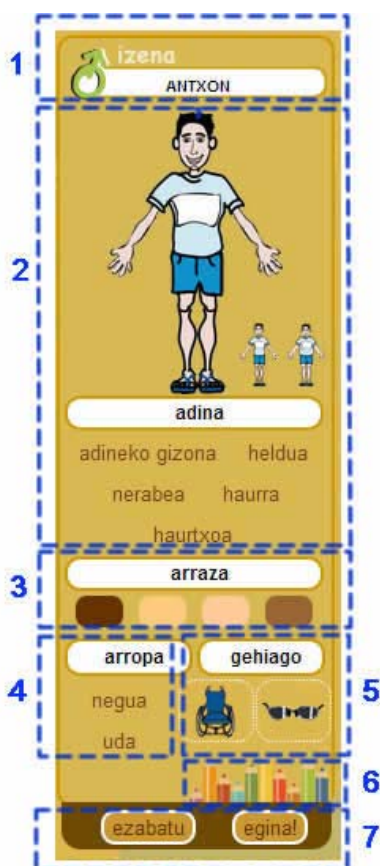 1
izena
ANTXON
2
adina
adineko gizona heldua
nerabea haurra
haurtxoa
3
arraza
4
arropa gehiago
negua
uda
5
6
ezabatu egina!
7